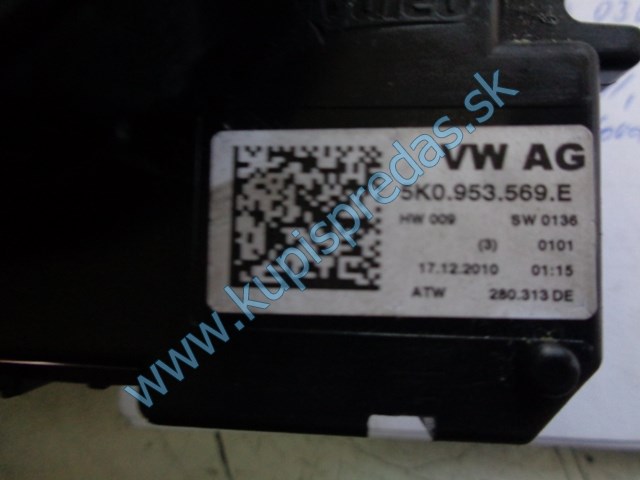 VW AG
5K0.953.569.E
HW 009 SW 0136
(3) 0101
17.12.2010 01:15
ATW 280.313 DE
www.kupispredas.sk